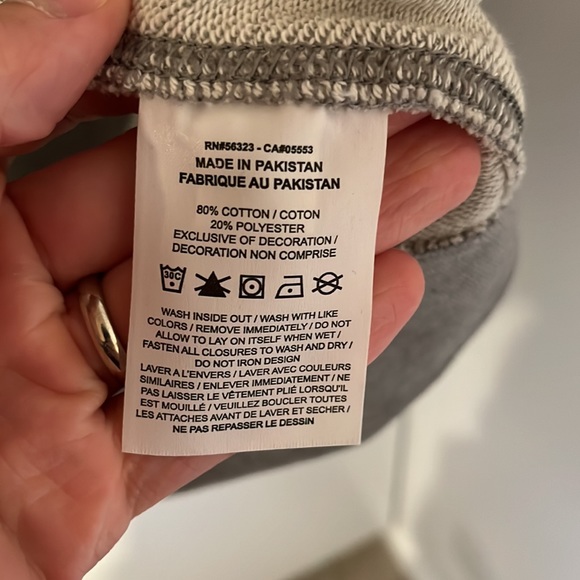 RN#56323 - CA#05553
MADE IN PAKISTAN
FABRIQUE AU PAKISTAN
80% COTTON / COTON
20% POLYESTER
EXCLUSIVE OF DECORATION /
DECORATION NON COMPRISE
30C
WASH INSIDE OUT / WASH WITH LIKE
COLORS / REMOVE IMMEDIATELY / DO NOT
ALLOW TO LAY ON ITSELF WHEN WET /
FASTEN ALL CLOSURES TO WASH AND DRY /
DO NOT IRON DESIGN
LAVER A L'ENVERS / LAVER AVEC COULEURS
SIMILAIRES / ENLEVER IMMEDIATEMENT / NE
PAS LAISSER LE VÊTEMENT PLIÉ LORSQU'IL
EST MOUILLÉ / VEUILLEZ BOUCLER TOUTES
LES ATTACHES AVANT DE LAVER ET SECHER /
NE PAS REPASSER LE DESSIN